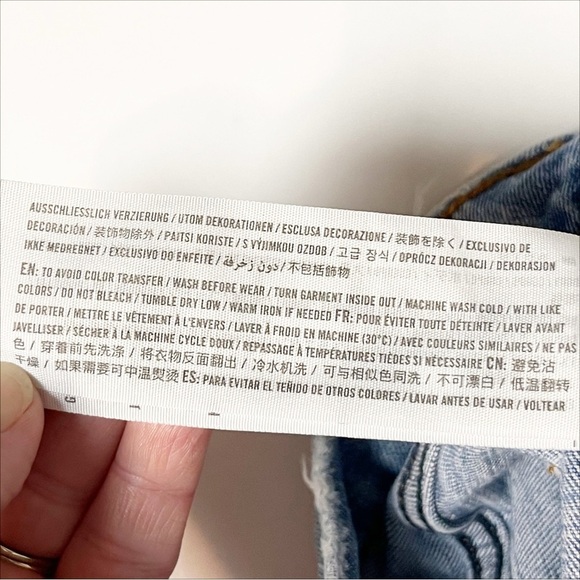 AUSSCHLIESSLICH VERZIERUNG / UTOM DEKORATIONEN / ESCLUSA DECORAZIONE / 装飾を除く / EXCLUSIVO DE
DECORACIÓN / 装饰物除外 / PAITSI KORISTE / S VÝJIMKOU OZDOB / 고급 장식 / OPRÓCZ DEKORACJI / DEKORASJON
IKKE MEDREGNET / EXCLUSIVO DO ENFEITE / دون زخرفة / 不包括飾物
EN: TO AVOID COLOR TRANSFER / WASH BEFORE WEAR / TURN GARMENT INSIDE OUT / MACHINE WASH COLD / WITH LIKE
COLORS / DO NOT BLEACH / TUMBLE DRY LOW / WARM IRON IF NEEDED FR: POUR ÉVITER TOUTE DÉTEINTE / LAVER AVANT
DE PORTER / METTRE LE VÊTEMENT À L'ENVERS / LAVER À FROID EN MACHINE (30°C) / AVEC COULEURS SIMILAIRES / NE PAS
JAVELLISER / SÉCHER À LA MACHINE CYCLE DOUX / REPASSAGE À TEMPÉRATURES TIÈDES SI NÉCESSAIRE CN: 避免沾
色 / 穿着前先洗涤 / 将衣物反面翻出 / 冷水机洗 / 可与相似色同洗 / 不可漂白 / 低温翻转
干燥 / 如果需要可中温熨烫 ES: PARA EVITAR EL TEÑIDO DE OTROS COLORES / LAVAR ANTES DE USAR / VOLTEAR